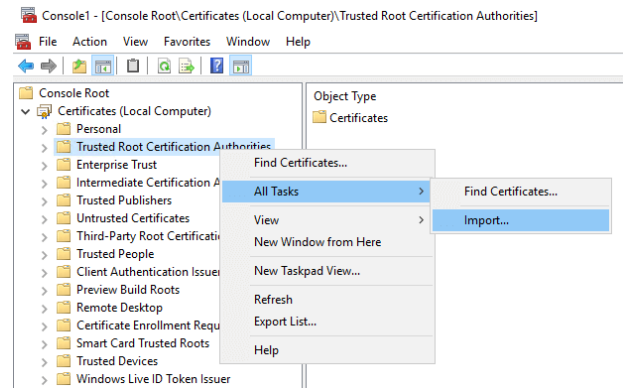 Console1 - [Console Root\Certificates (Local Computer)\Trusted Root Certification Authorities]
File Action View Favorites Window Help
Console Root
Certificates (Local Computer)
Personal
Trusted Root Certification Authorities
Enterprise Trust
Intermediate Certification A
Trusted Publishers
Untrusted Certificates
Third-Party Root Certificati
Trusted People
Client Authentication Issuer
Preview Build Roots
Remote Desktop
Certificate Enrollment Requ
Smart Card Trusted Roots
Trusted Devices
Windows Live ID Token Issuer
Object Type
Certificates
Find Certificates...
All Tasks
View
New Window from Here
New Taskpad View...
Refresh
Export List...
Help
Find Certificates...
Import...